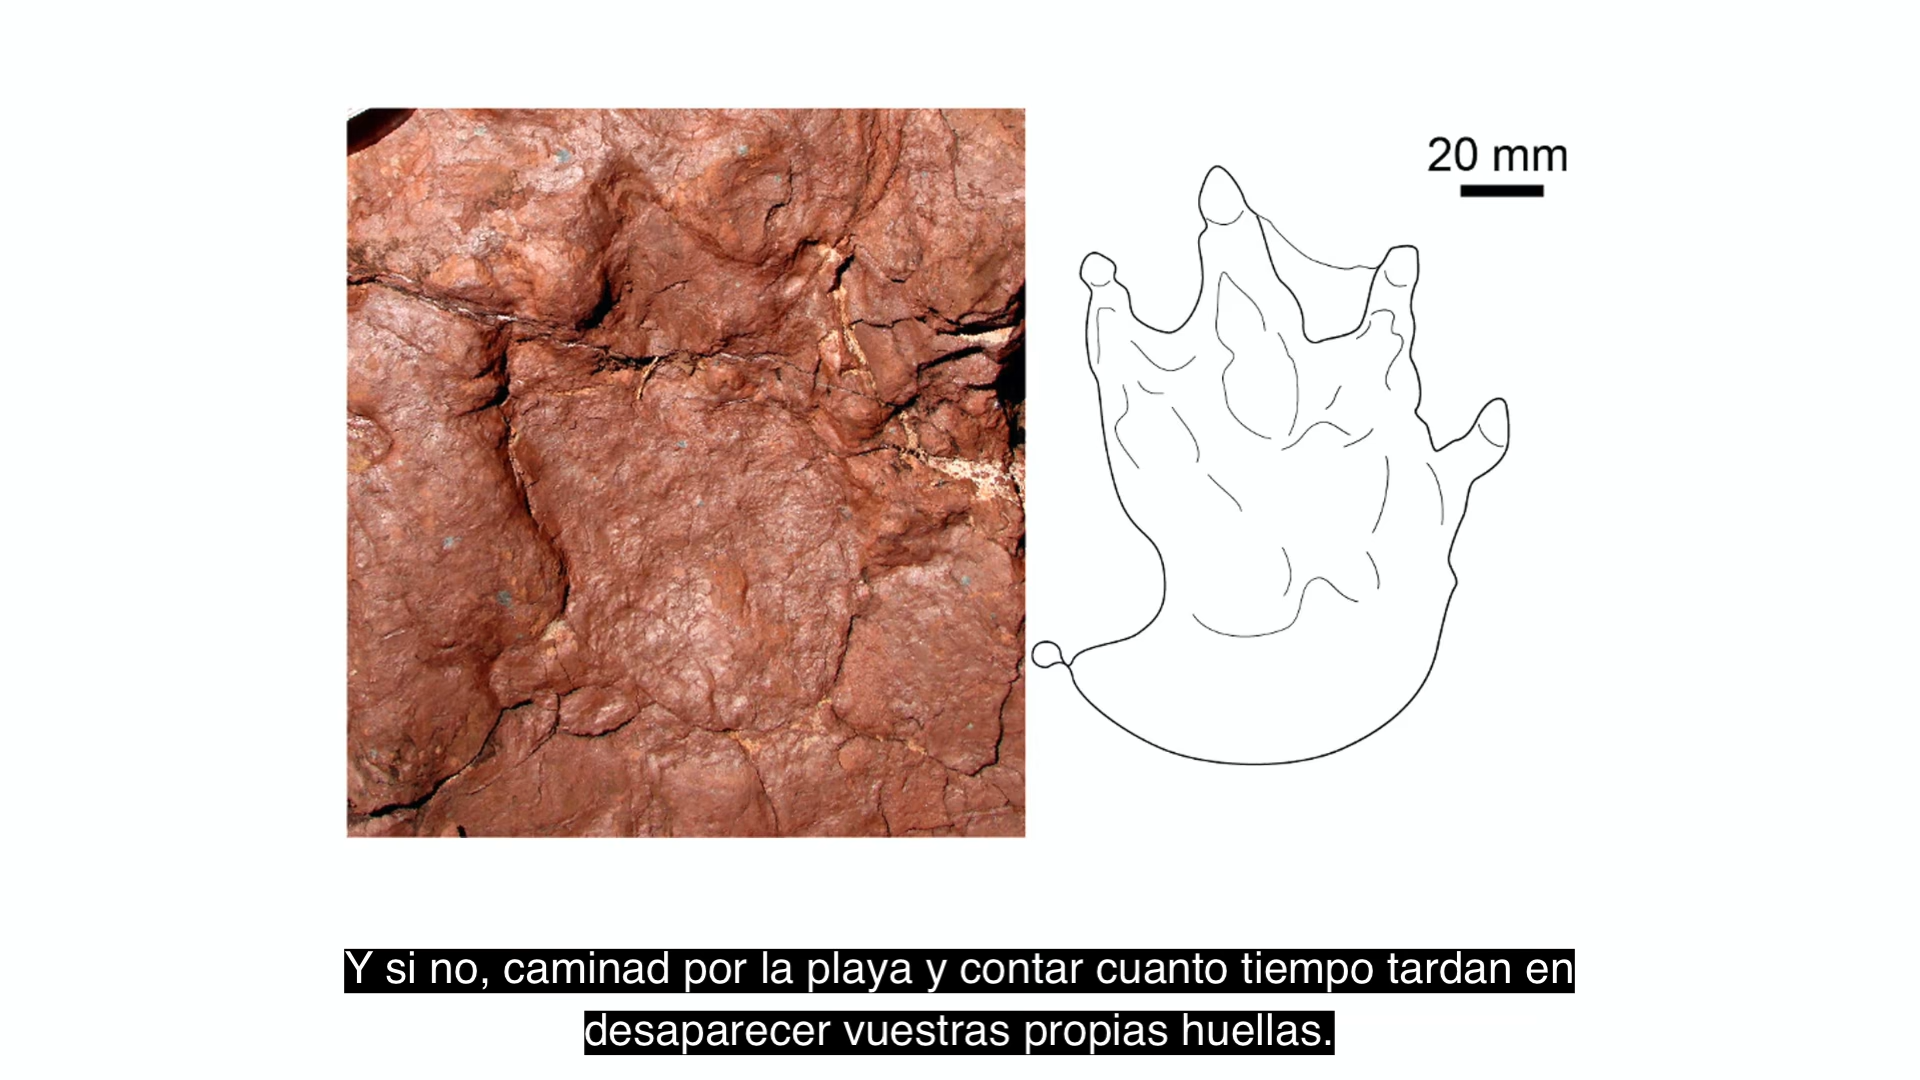 20 mm
Y si no, caminad por la playa y contar cuanto tiempo tardan en
desaparecer vuestras propias huellas.